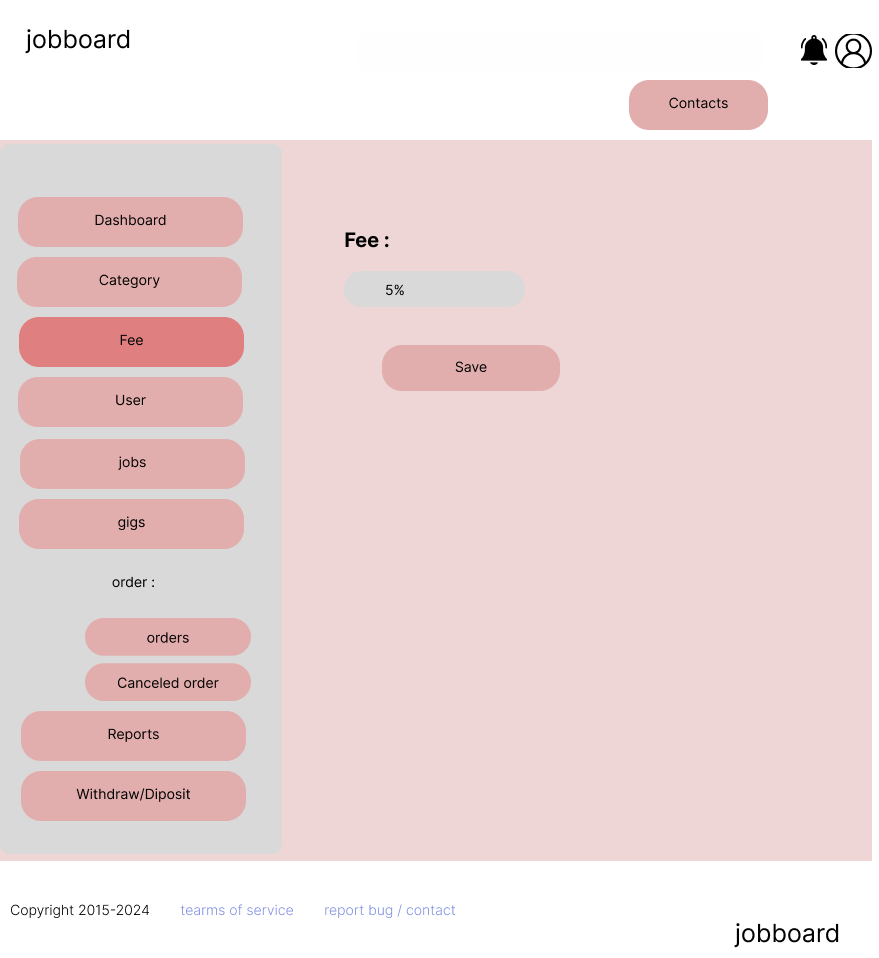 jobboard
Contacts
Dashboard
Category
Fee
User
jobs
gigs
order :
orders
Canceled order
Reports
Withdraw/Diposit
Fee :
5%
Save
Copyright 2015-2024 tearms of service report bug / contact
jobboard